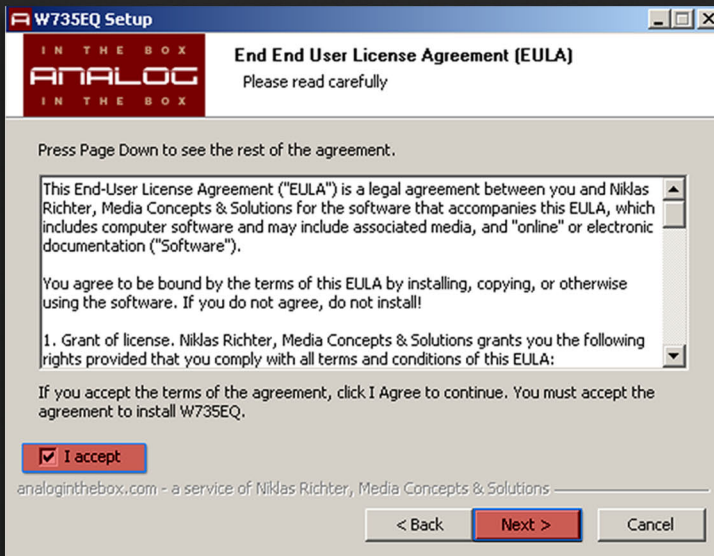 W735EQ Setup
IN THE BOX
ANALOG
IN THE BOX
End End User License Agreement (EULA)
Please read carefully
Press Page Down to see the rest of the agreement.
This End-User License Agreement ("EULA") is a legal agreement between you and Niklas
Richter, Media Concepts & Solutions for the software that accompanies this EULA, which
includes computer software and may include associated media, and "online" or electronic
documentation ("Software").
You agree to be bound by the terms of this EULA by installing, copying, or otherwise
using the software. If you do not agree, do not install!
1. Grant of license. Niklas Richter, Media Concepts & Solutions grants you the following
rights provided that you comply with all terms and conditions of this EULA:
If you accept the terms of the agreement, click I Agree to continue. You must accept the
agreement to install W735EQ.
I accept
analoginthebox.com - a service of Niklas Richter, Media Concepts & Solutions
< Back Next > Cancel